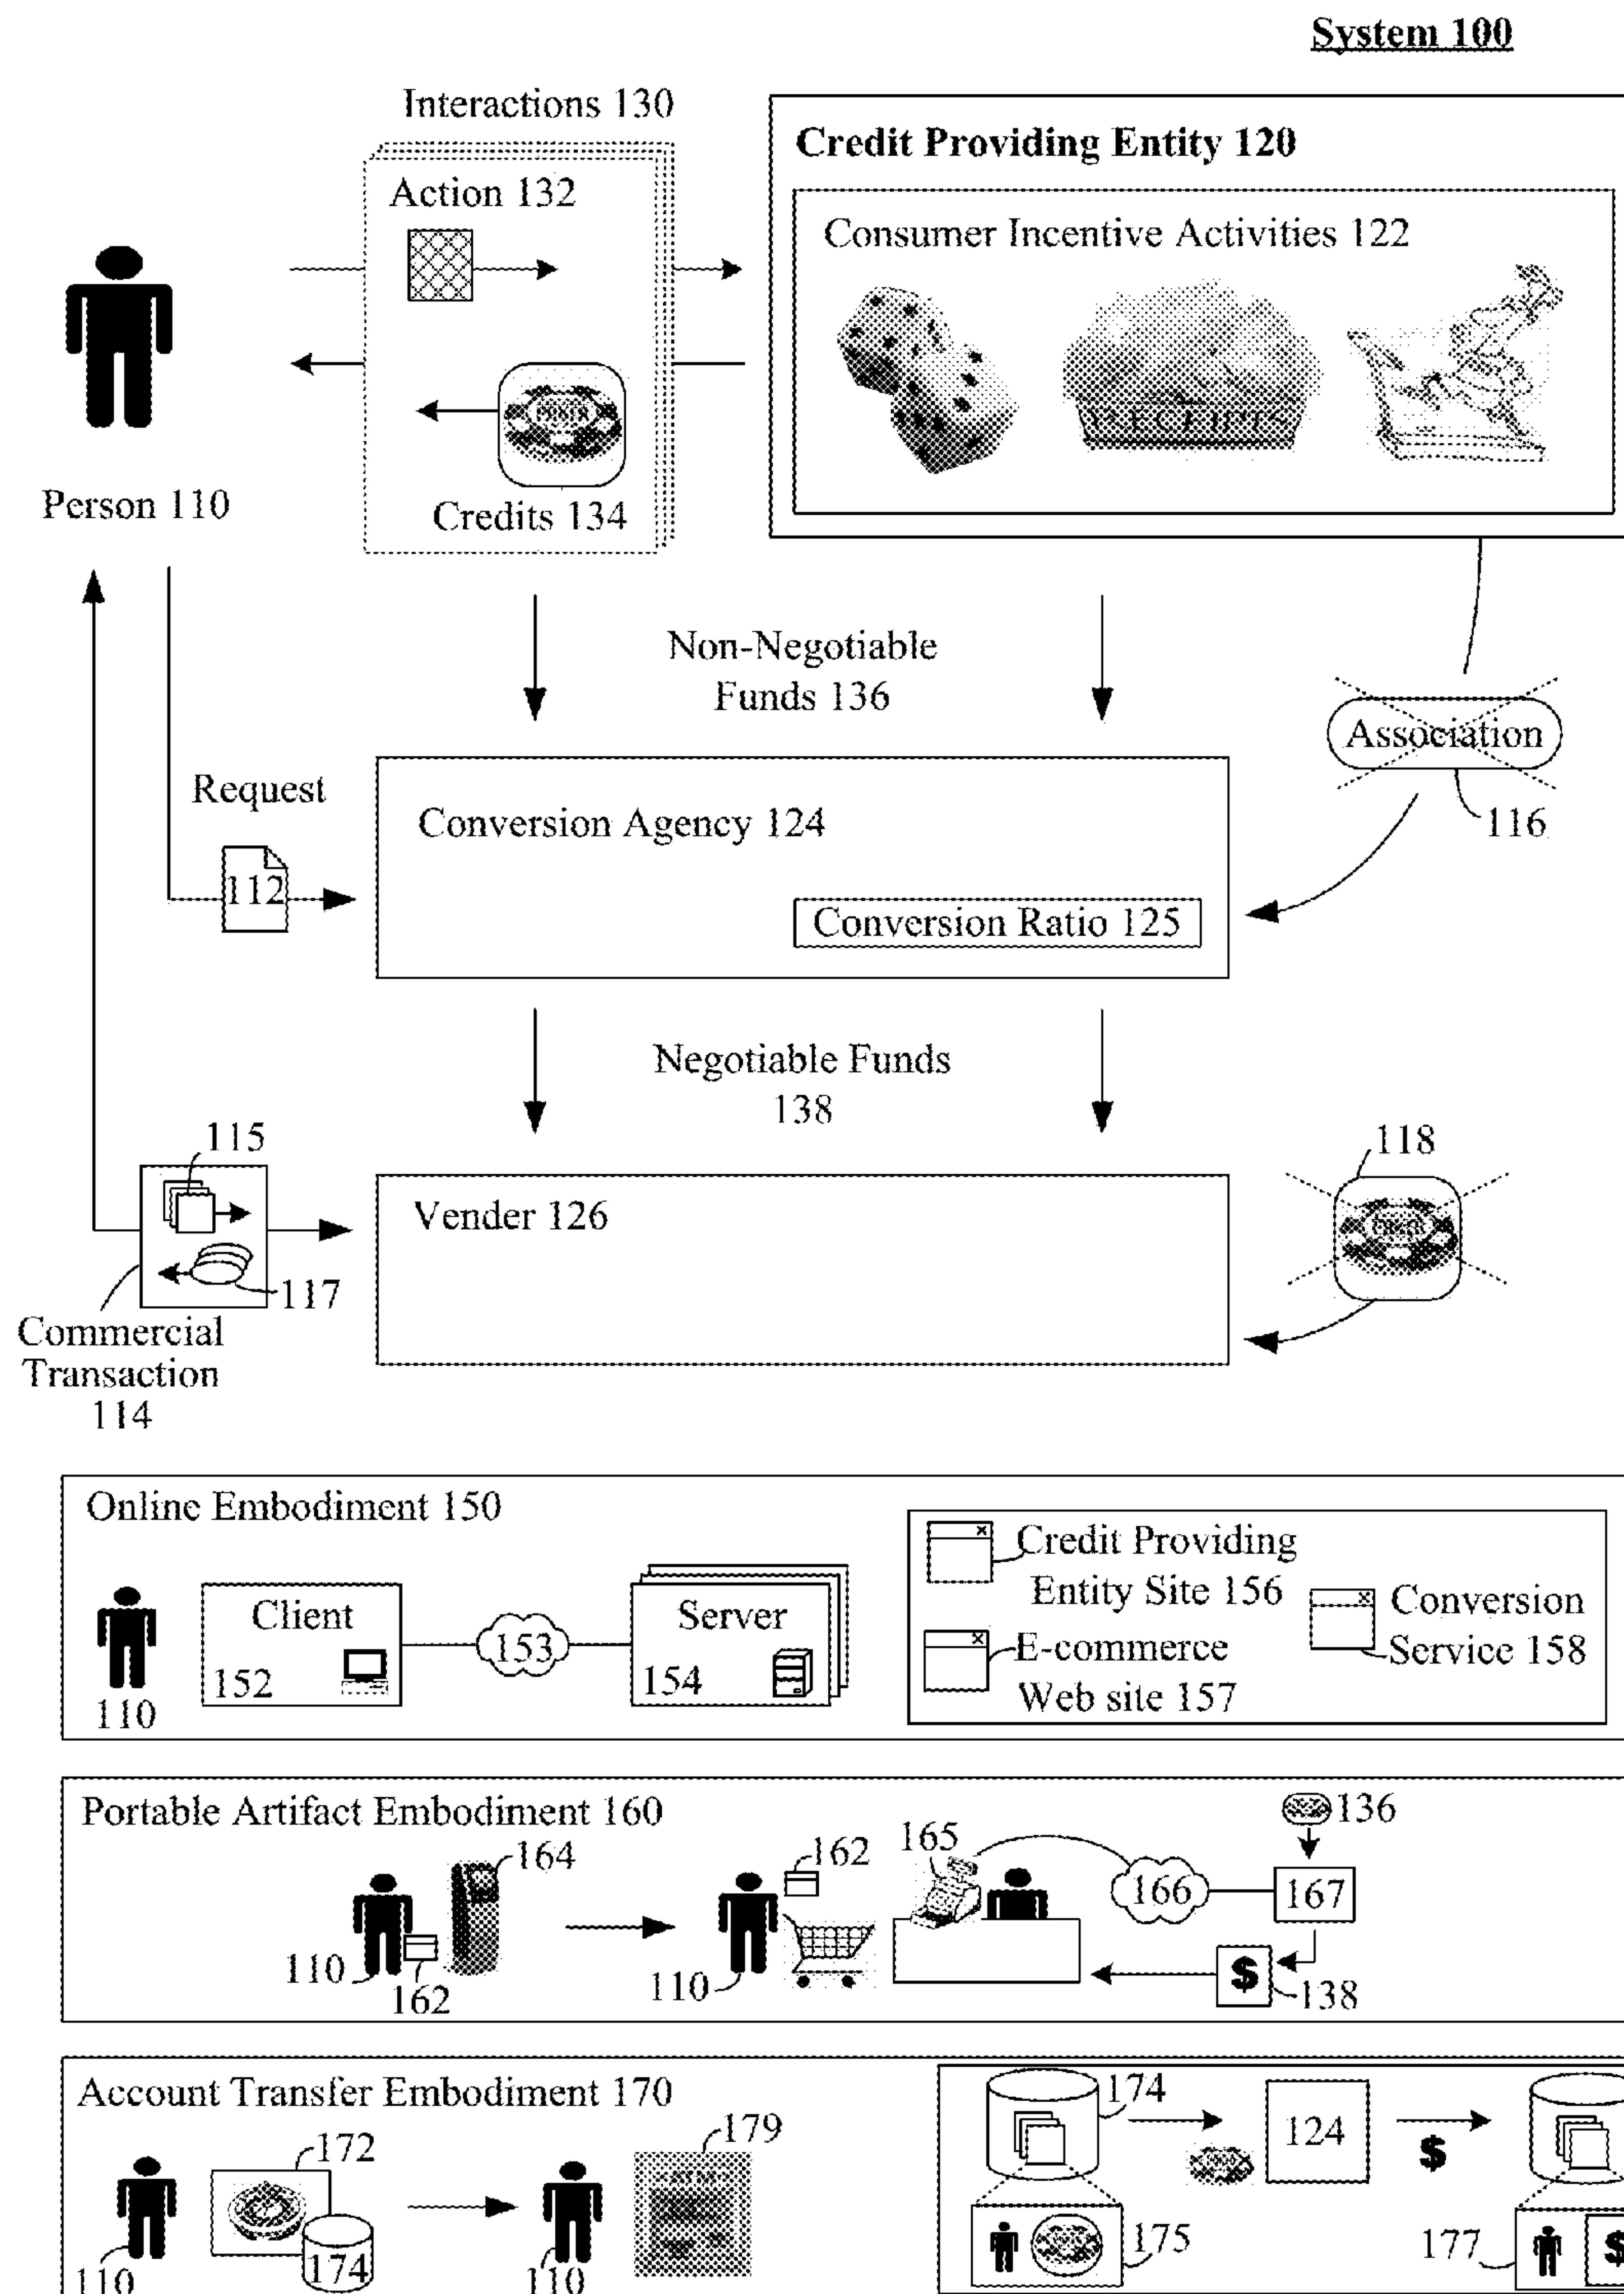 System 100
Interactions 130
Credit Providing Entity 120
Action 132
Consumer Incentive Activities 122
POKER
RECEIPTS
Credits 134
Person 110
Non-Negotiable
Funds 136
Association
116
Request
112
Conversion Agency 124
Conversion Ratio 125
Negotiable Funds
138
115
118
Vender 126
117
Commercial
Transaction
114
Online Embodiment 150
Client
152
153
Server
154
110
Credit Providing
Entity Site 156
E-commerce
Web site 157
Conversion
Service 158
Portable Artifact Embodiment 160
164
162
165
136
166
167
110
162
110
$
138
Account Transfer Embodiment 170
172
179
174
124
$
174
110
110
175
177
$